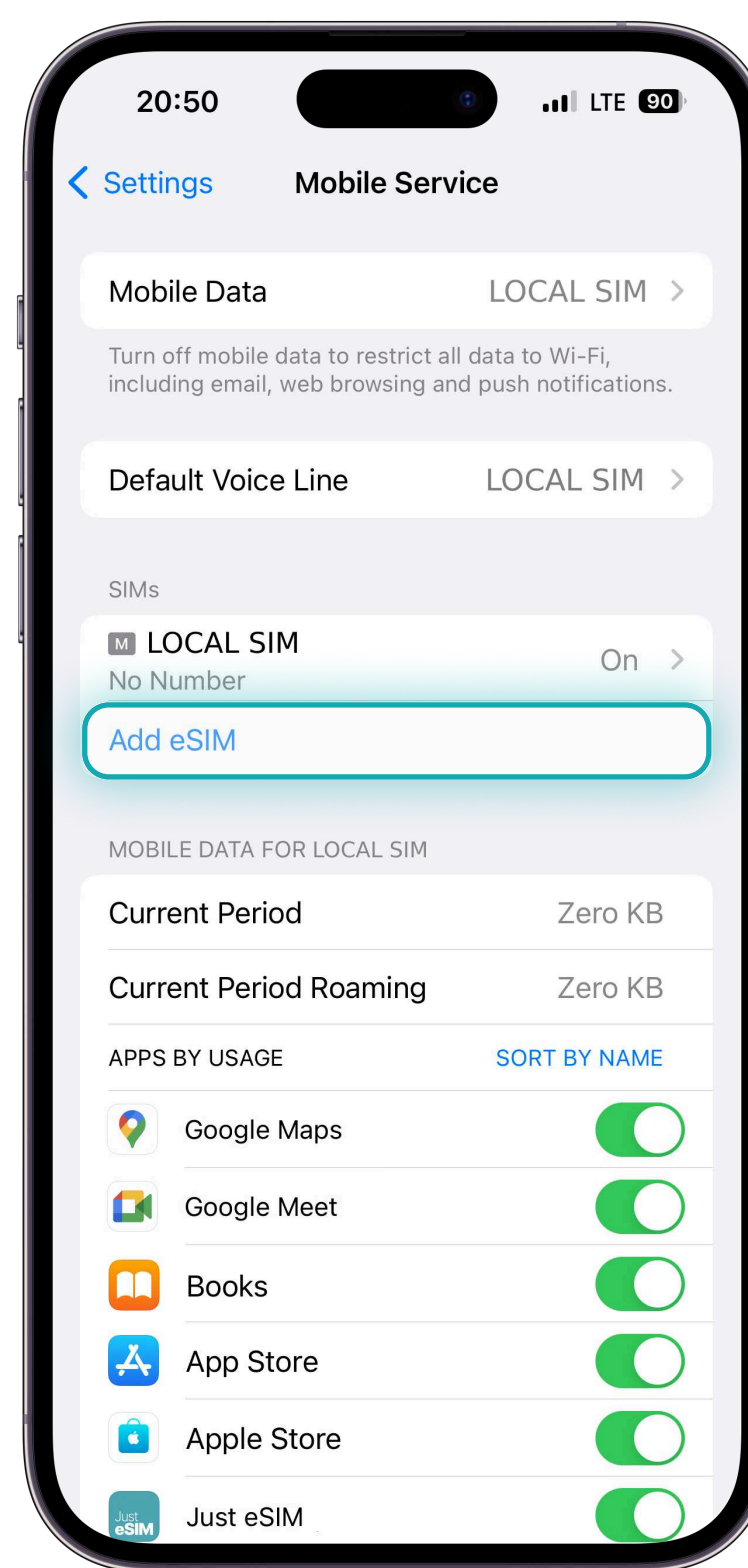 20:50
LTE 90
Settings
Mobile Service
Mobile Data LOCAL SIM
Turn off mobile data to restrict all data to Wi-Fi,
including email, web browsing and push notifications.
Default Voice Line LOCAL SIM
SIMs
M LOCAL SIM
No Number
On
Add eSIM
MOBILE DATA FOR LOCAL SIM
Current Period Zero KB
Current Period Roaming Zero KB
APPS BY USAGE SORT BY NAME
Google Maps
Google Meet
Books
App Store
Apple Store
Just
eSIM
Just eSIM